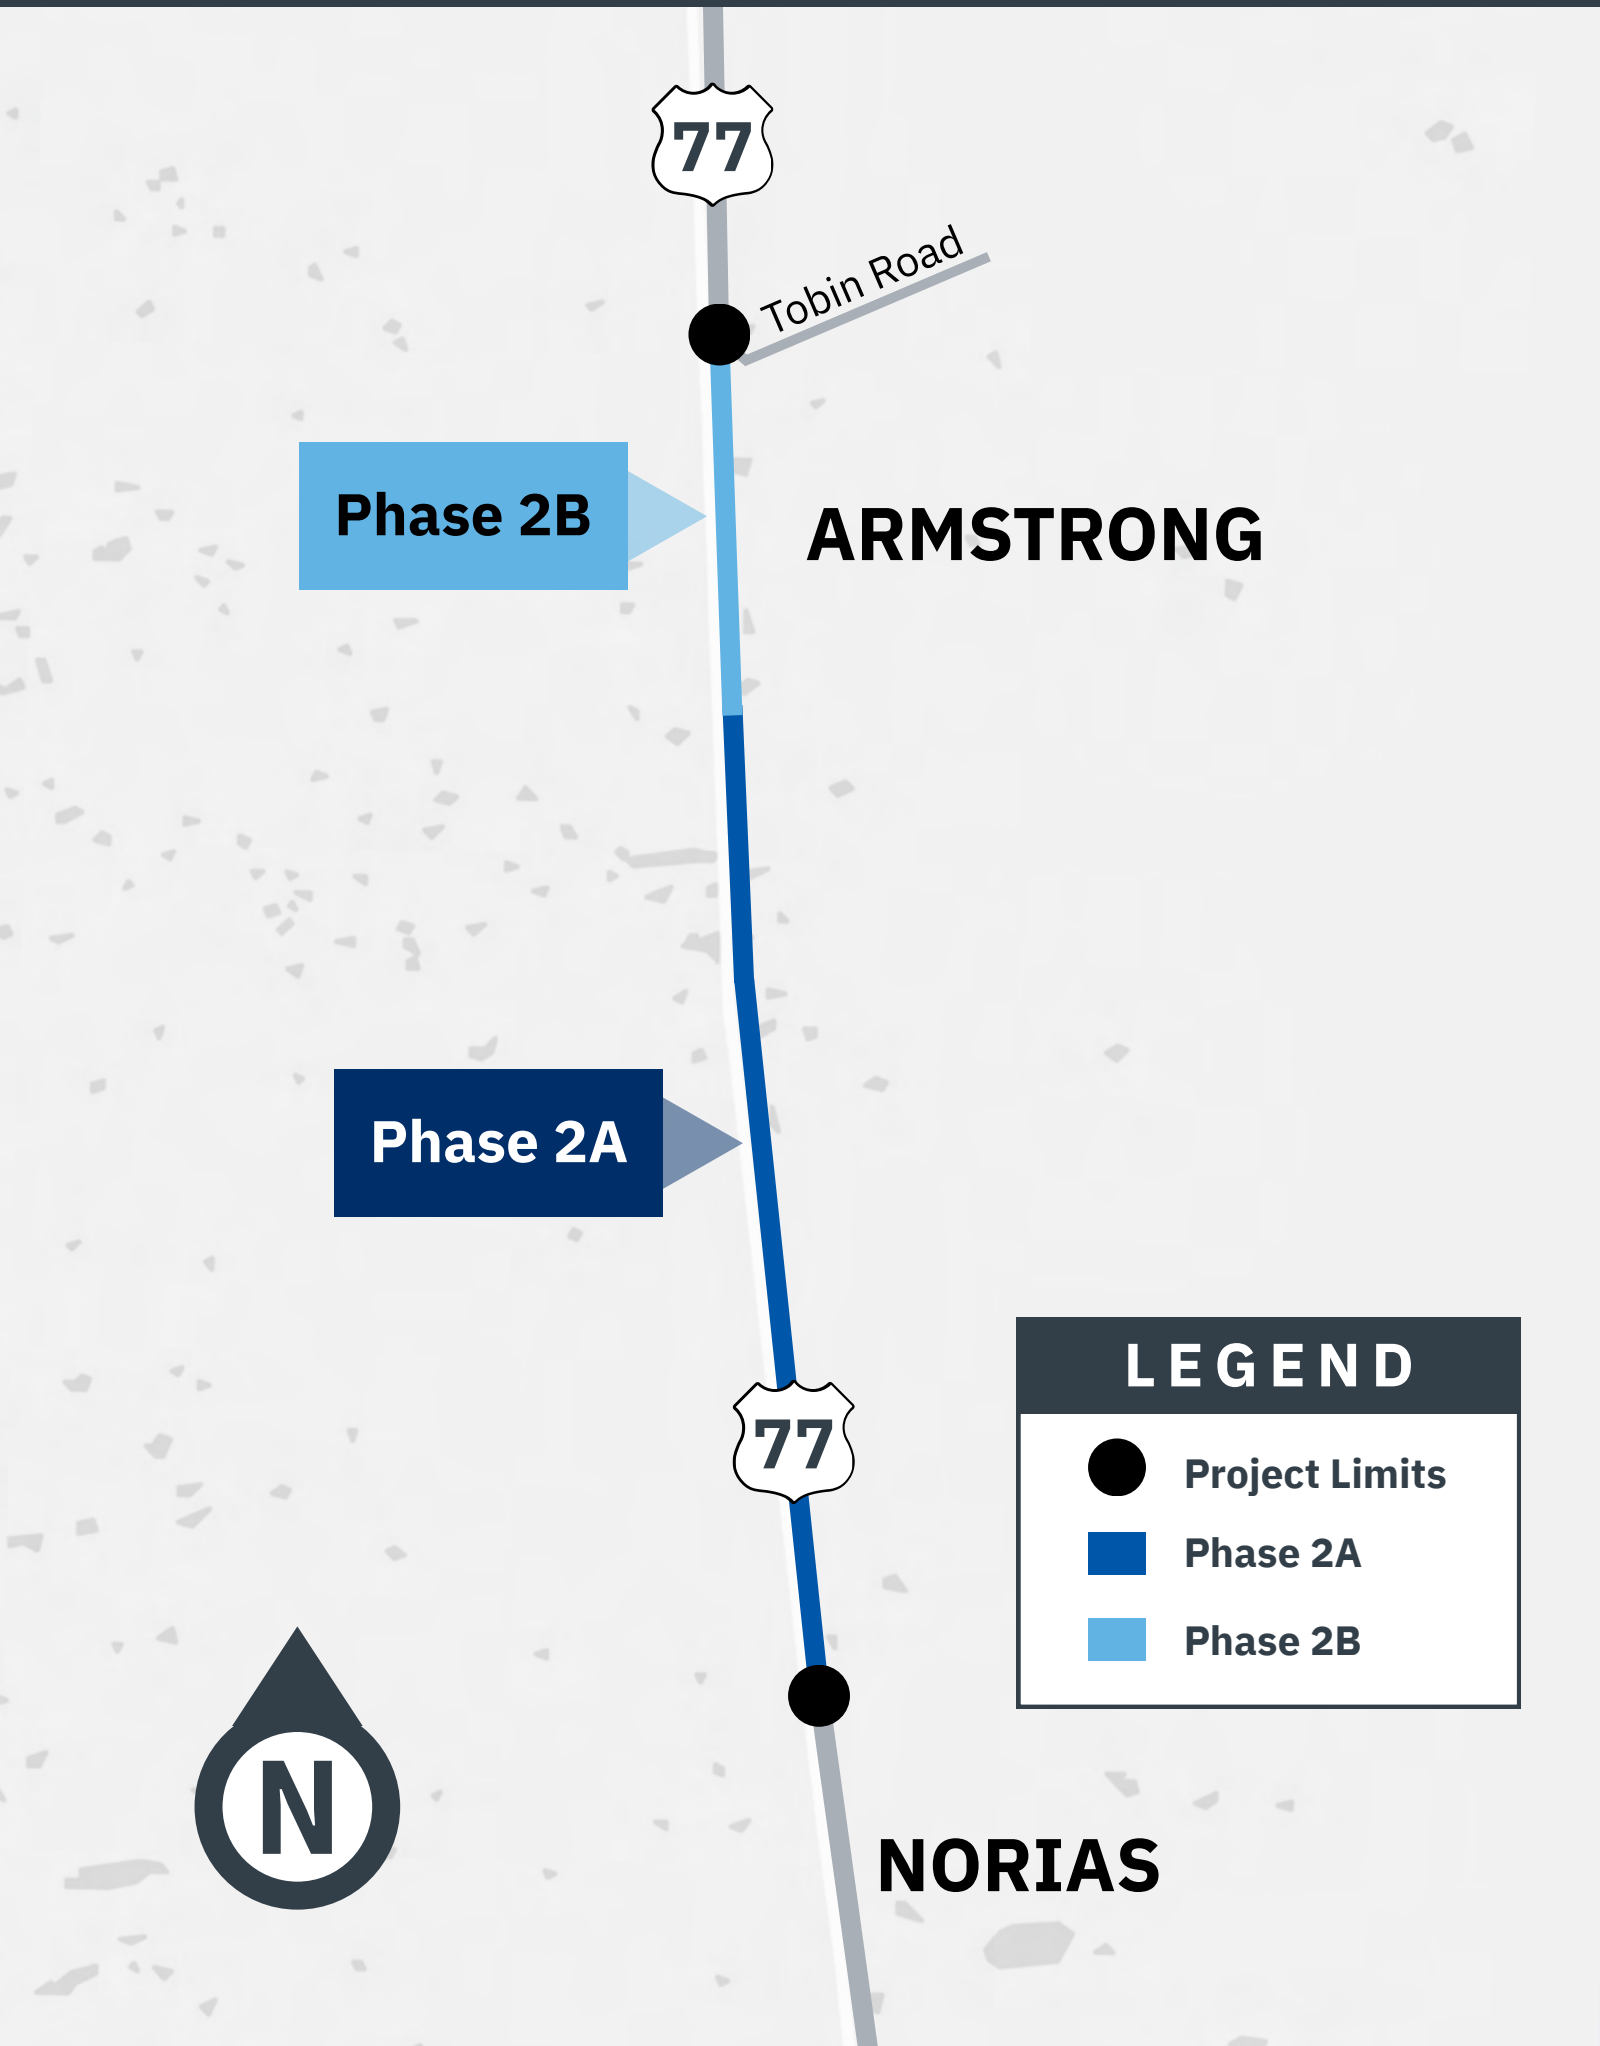 77
Tobin Road
Phase 2B
ARMSTRONG
Phase 2A
77
LEGEND
Project Limits
Phase 2A
Phase 2B
N
NORIAS